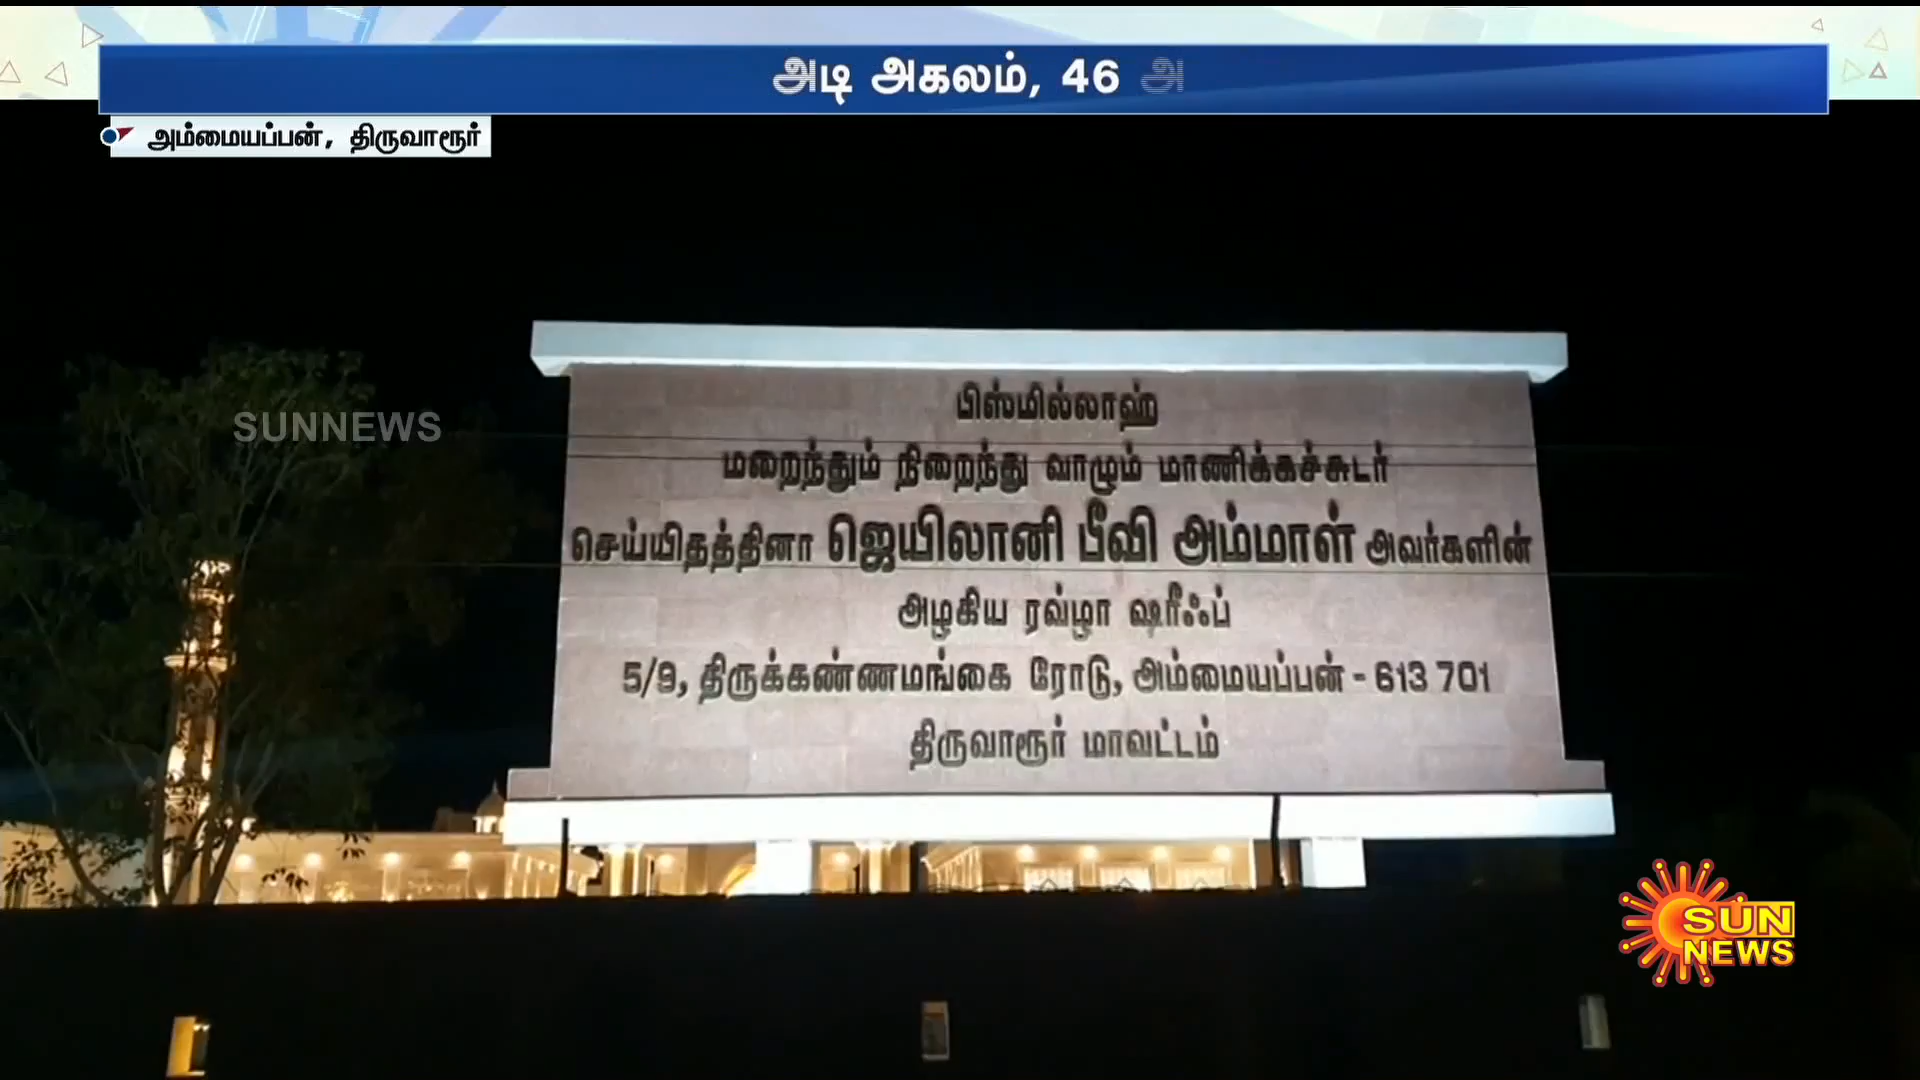 அடி அகலம், 46 அ
அம்மையப்பன், திருவாரூர்
SUNNEWS
பிஸ்மில்லாஹ்
மறைந்தும் நிறைந்து வாழும் மாணிக்கச்சுடர்
செய்யிதத்தினா ஜெயிலானி பீவி அம்மாள் அவர்களின்
அழகிய ரவ்ழா ஷரீஃப்
5/9, திருக்கண்ணமங்கை ரோடு, அம்மையப்பன் - 613 701
திருவாரூர் மாவட்டம்
SUN
NEWS